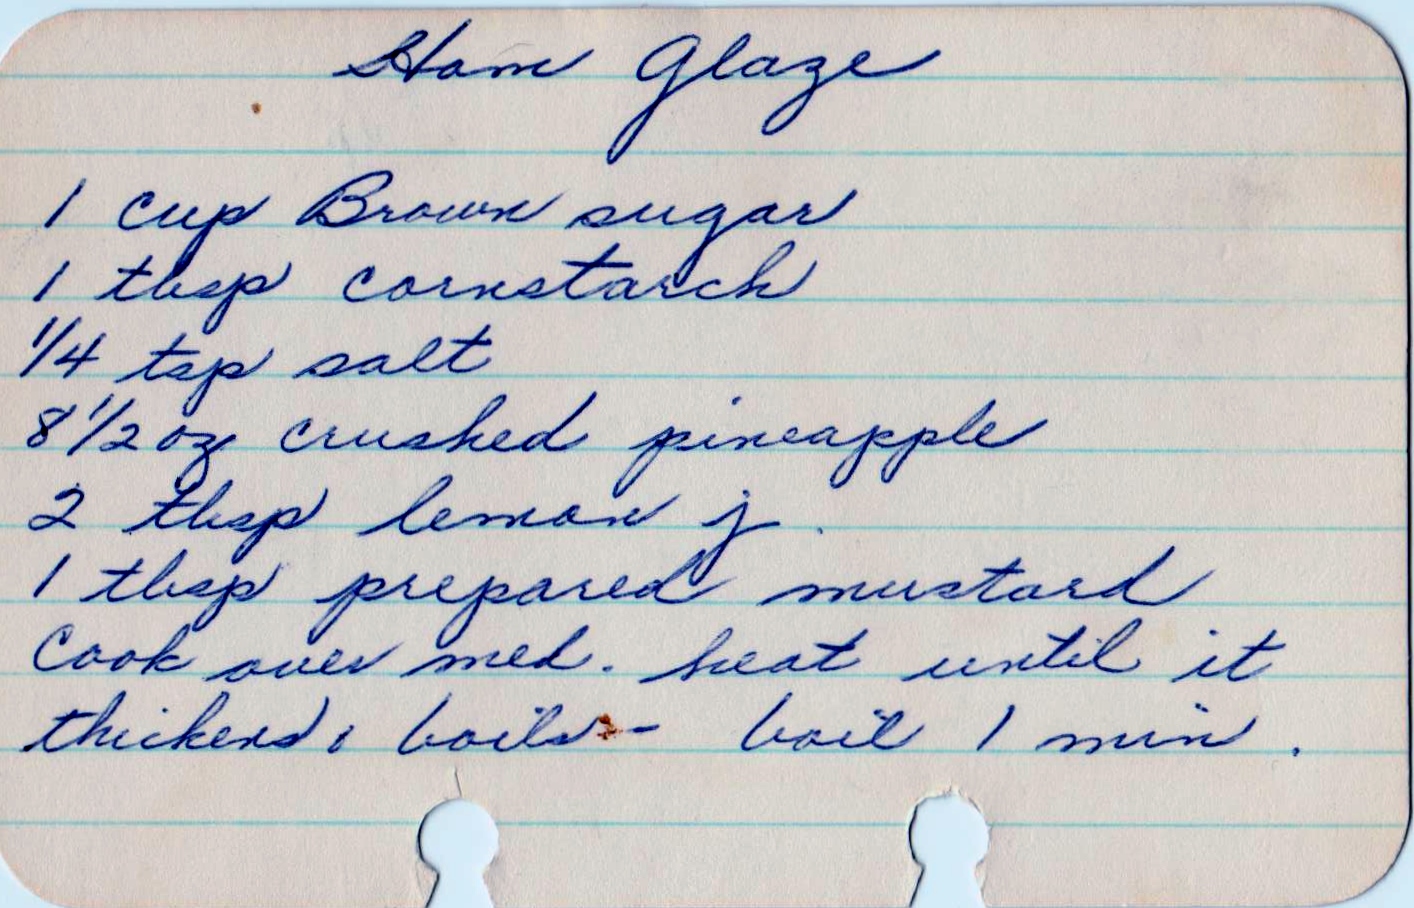 Ham Glaze
1 cup Brown sugar
1 tbsp cornstarch
1/4 tsp salt
8 1/2 oz crushed pineapple
2 tbsp lemon j.
1 tbsp prepared mustard
Cook over med. heat until it
thickens & boils - boil 1 min.